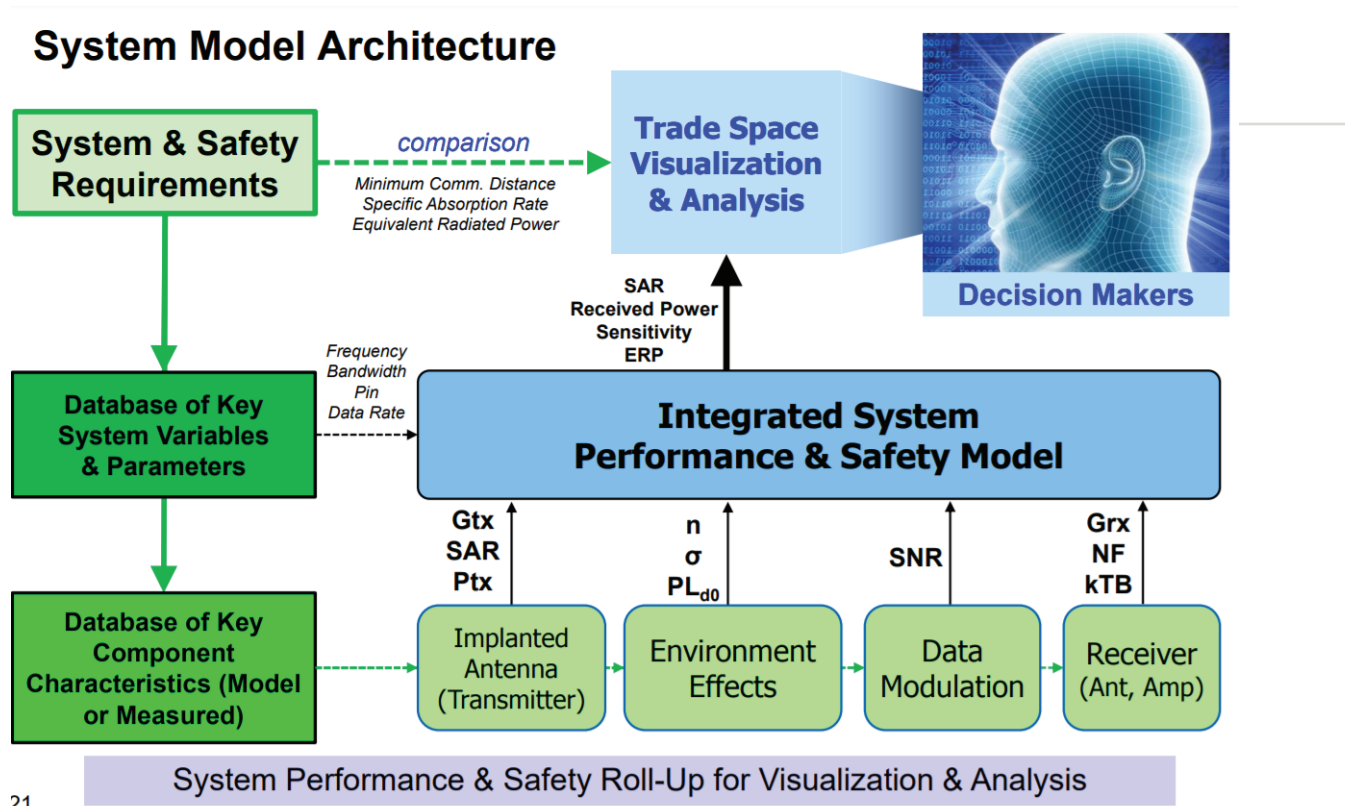 System Model Architecture
System & Safety
Requirements
comparison
Minimum Comm. Distance
Specific Absorption Rate
Equivalent Radiated Power
Trade Space
Visualization
& Analysis
Decision Makers
SAR
Received Power
Sensitivity
ERP
Database of Key
System Variables
& Parameters
Frequency
Bandwidth
Pin
Data Rate
Integrated System
Performance & Safety Model
Gtx
SAR
Ptx
n
σ
PLd0
SNR
Grx
NF
kTB
Database of Key
Component
Characteristics (Model
or Measured)
Implanted
Antenna
(Transmitter)
Environment
Effects
Data
Modulation
Receiver
(Ant, Amp)
System Performance & Safety Roll-Up for Visualization & Analysis
21